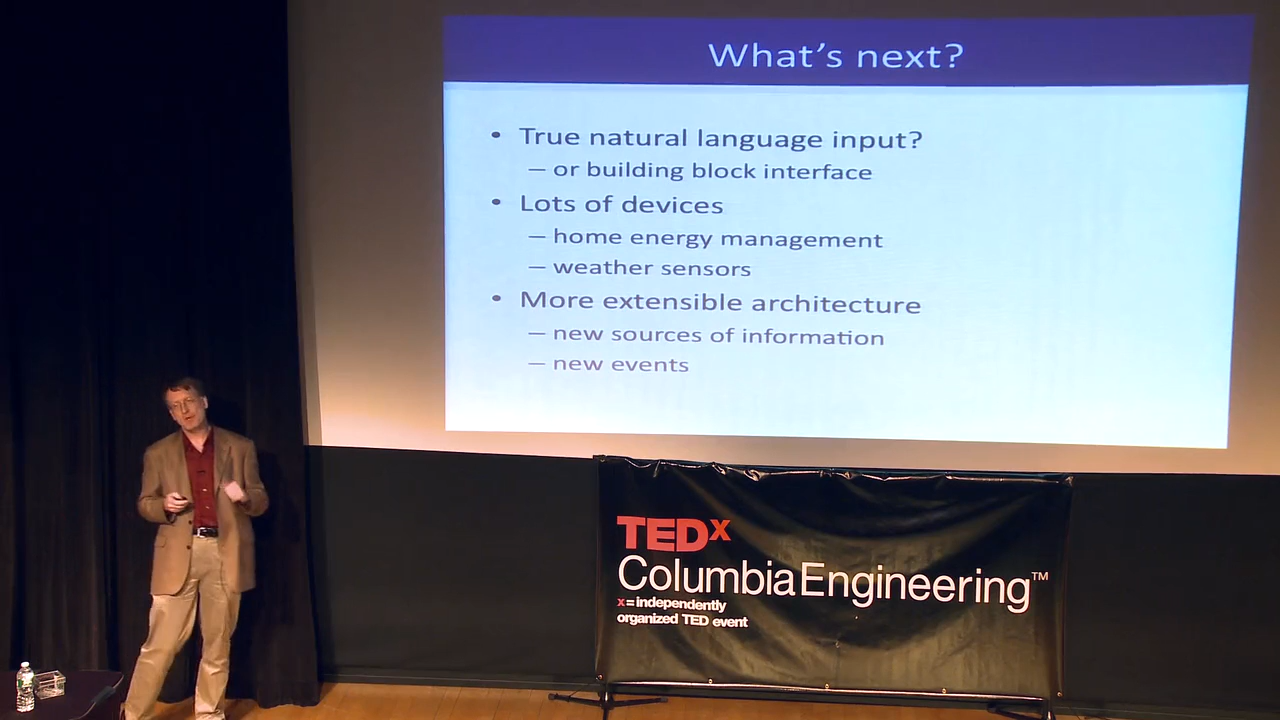 What's next?
• True natural language input?
– or building block interface
• Lots of devices
– home energy management
– weather sensors
• More extensible architecture
– new sources of information
– new events
TEDx
ColumbiaEngineering™
x=independently
organized TED event